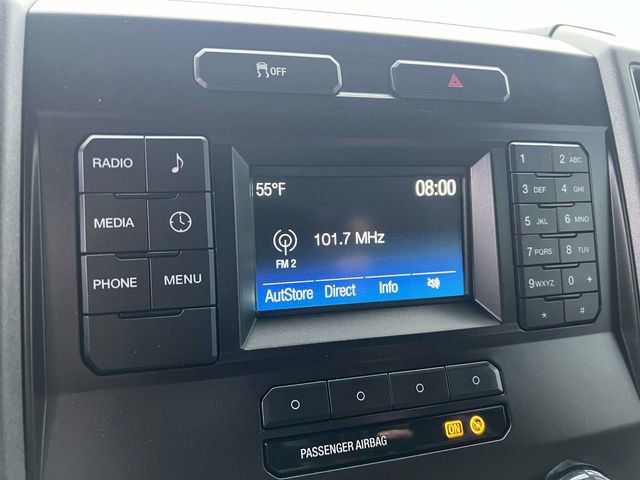 OFF
RADIO
MEDIA
PHONE MENU
55°F 08:00
101.7 MHz
FM 2
AutStore Direct Info
1 2 ABC
3 DEF 4 GHI
5 JKL 6 MNO
7 PQRS 8 TUV
9 WXYZ 0 +
* #
PASSENGER AIRBAG ON